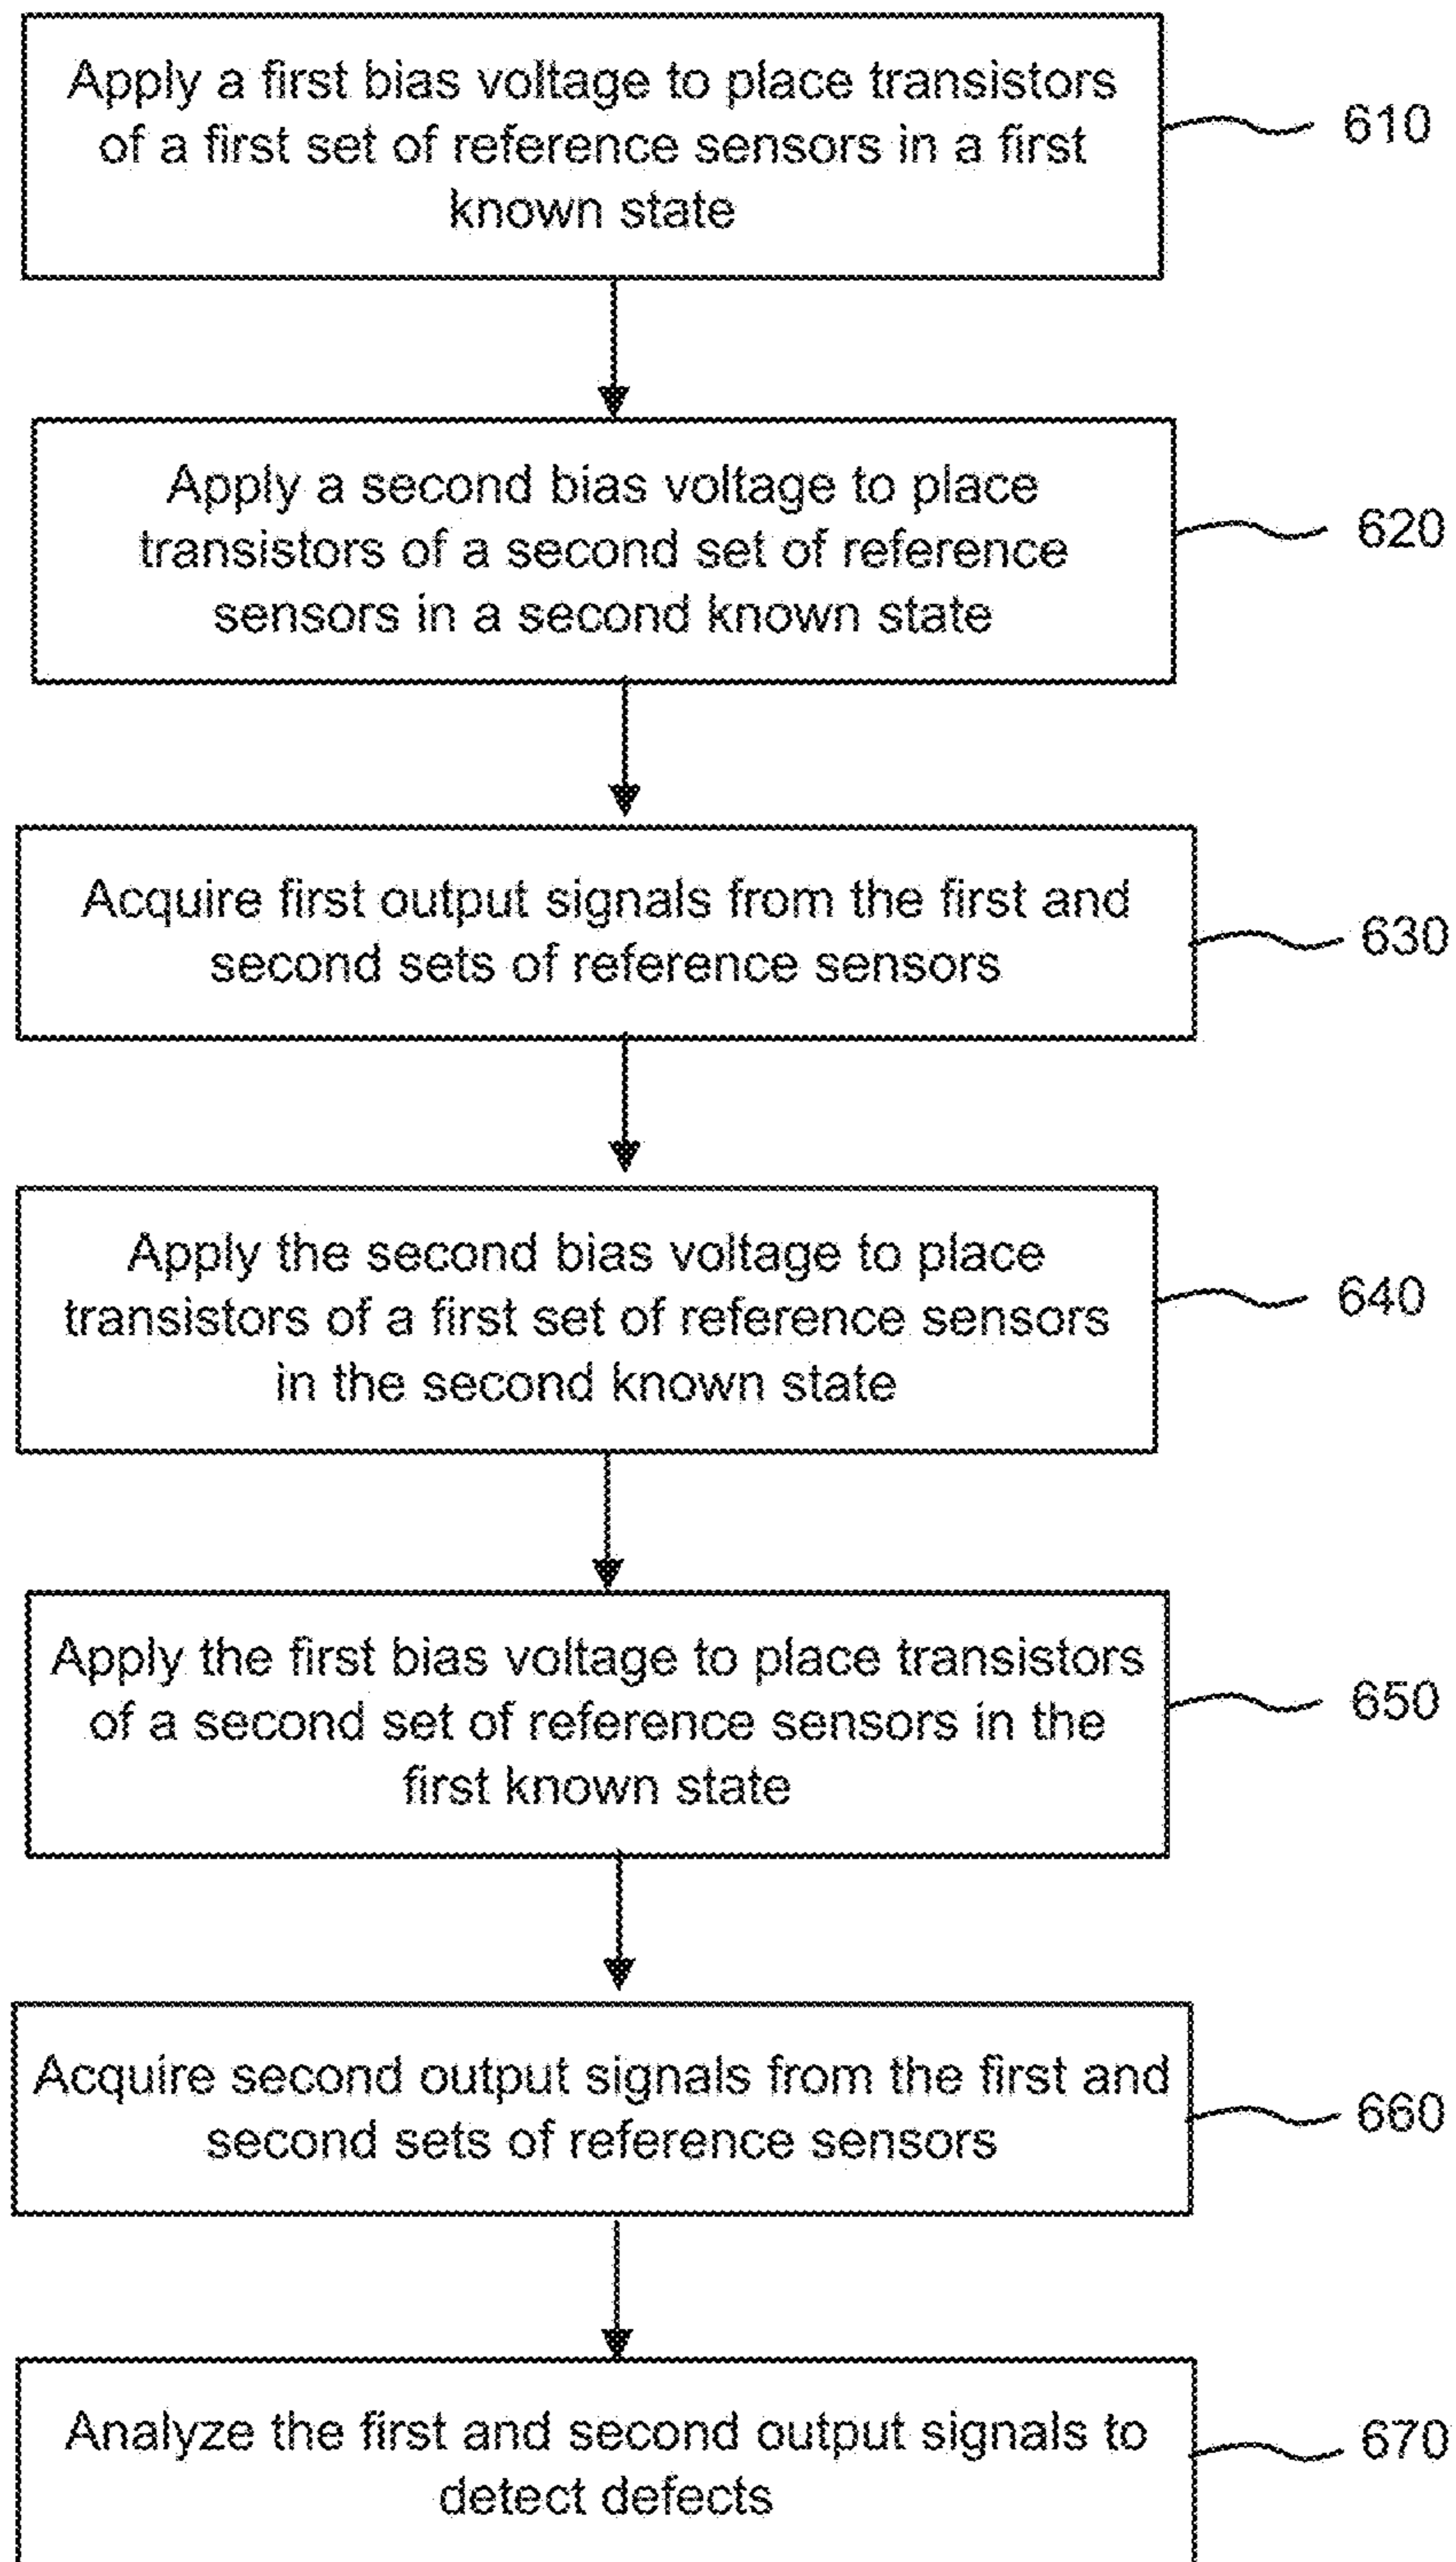 Apply a first bias voltage to place transistors
of a first set of reference sensors in a first
known state
610
Apply a second bias voltage to place
transistors of a second set of reference
sensors in a second known state
620
Acquire first output signals from the first and
second sets of reference sensors
630
Apply the second bias voltage to place
transistors of a first set of reference sensors
in the second known state
640
Apply the first bias voltage to place transistors
of a second set of reference sensors in the
first known state
650
Acquire second output signals from the first and
second sets of reference sensors
660
Analyze the first and second output signals to
detect defects
670